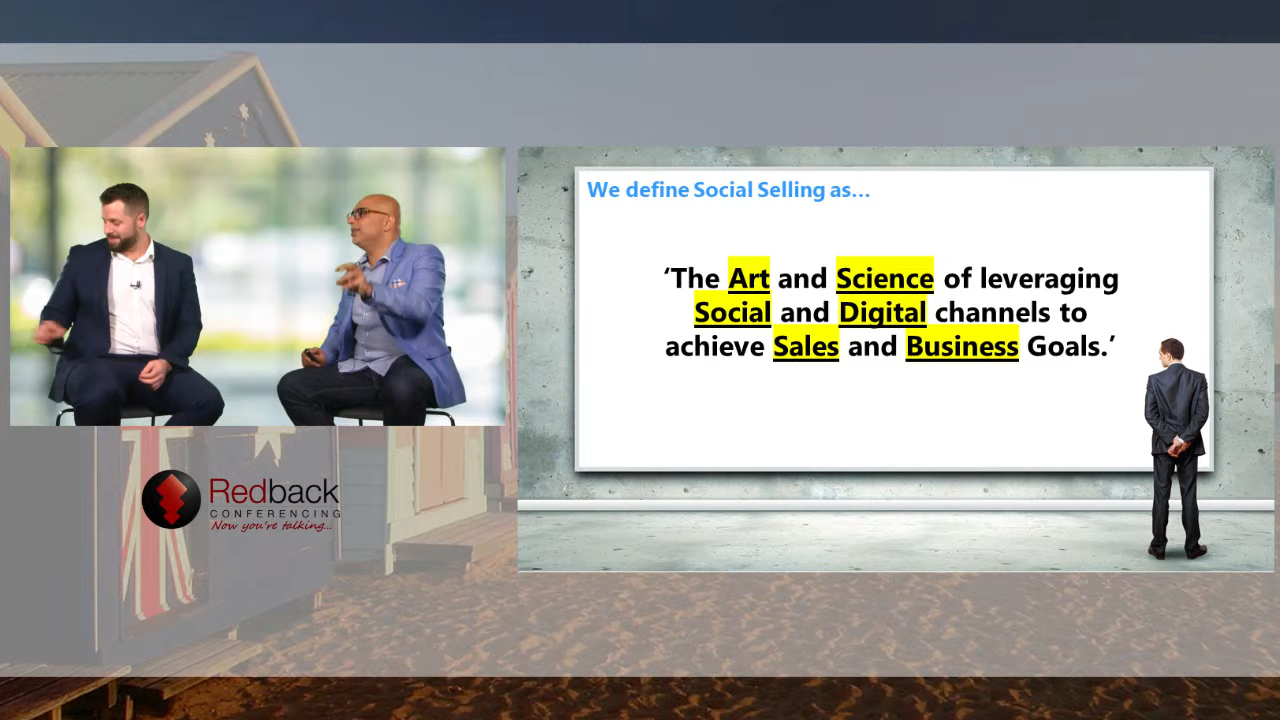 We define Social Selling as...
‘The Art and Science of leveraging
Social and Digital channels to
achieve Sales and Business Goals.’
Redback
CONFERENCING
Now you're talking...